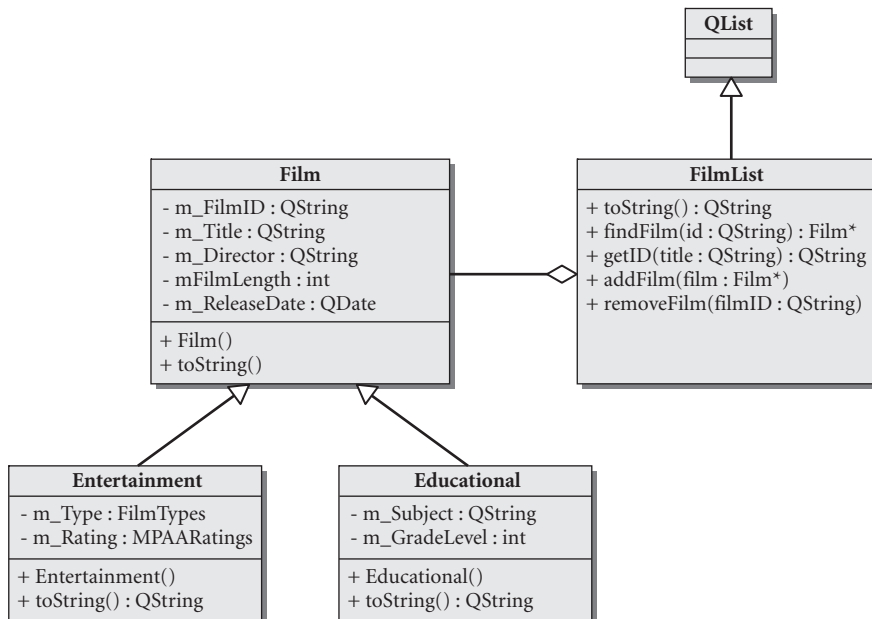 QList
Film
- m_FilmID : QString
- m_Title : QString
- m_Director : QString
- mFilmLength : int
- m_ReleaseDate : QDate
+ Film()
+ toString()
FilmList
+ toString() : QString
+ findFilm(id : QString) : Film*
+ getID(title : QString) : QString
+ addFilm(film : Film*)
+ removeFilm(filmID : QString)
Entertainment
- m_Type : FilmTypes
- m_Rating : MPAARatings
+ Entertainment()
+ toString() : QString
Educational
- m_Subject : QString
- m_GradeLevel : int
+ Educational()
+ toString() : QString